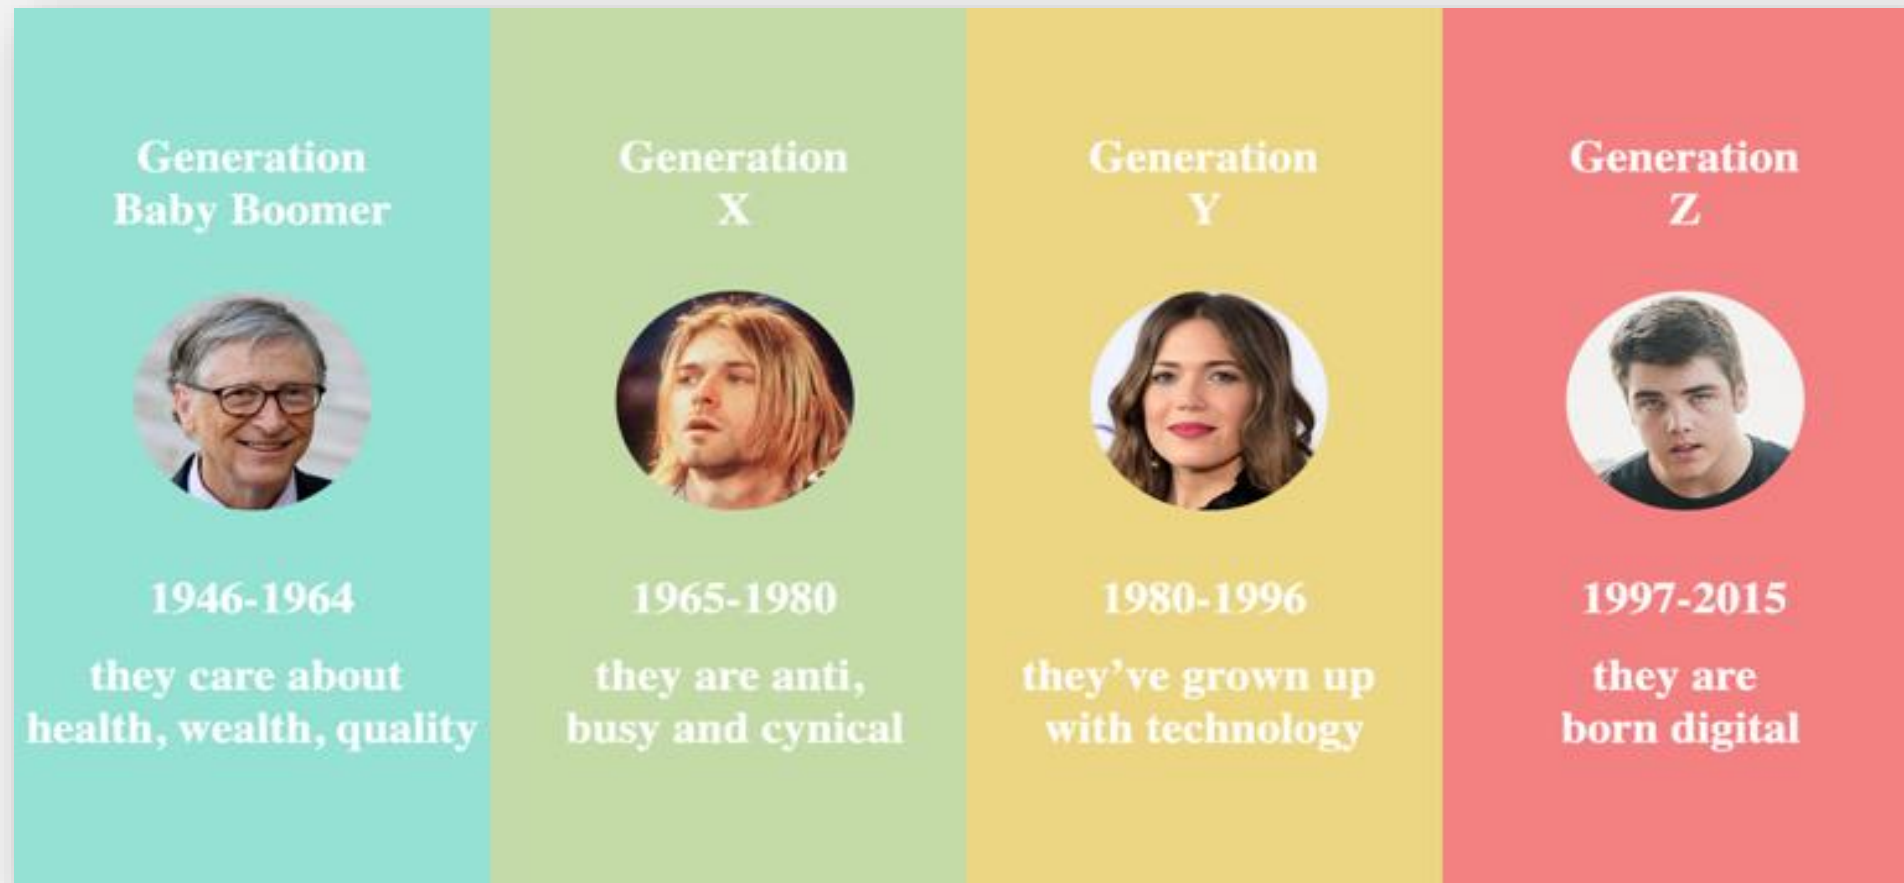 Generation
Baby Boomer
1946-1964
they care about
health, wealth, quality
Generation
X
1965-1980
they are anti,
busy and cynical
Generation
Y
1980-1996
they’ve grown up
with technology
Generation
Z
1997-2015
they are
born digital